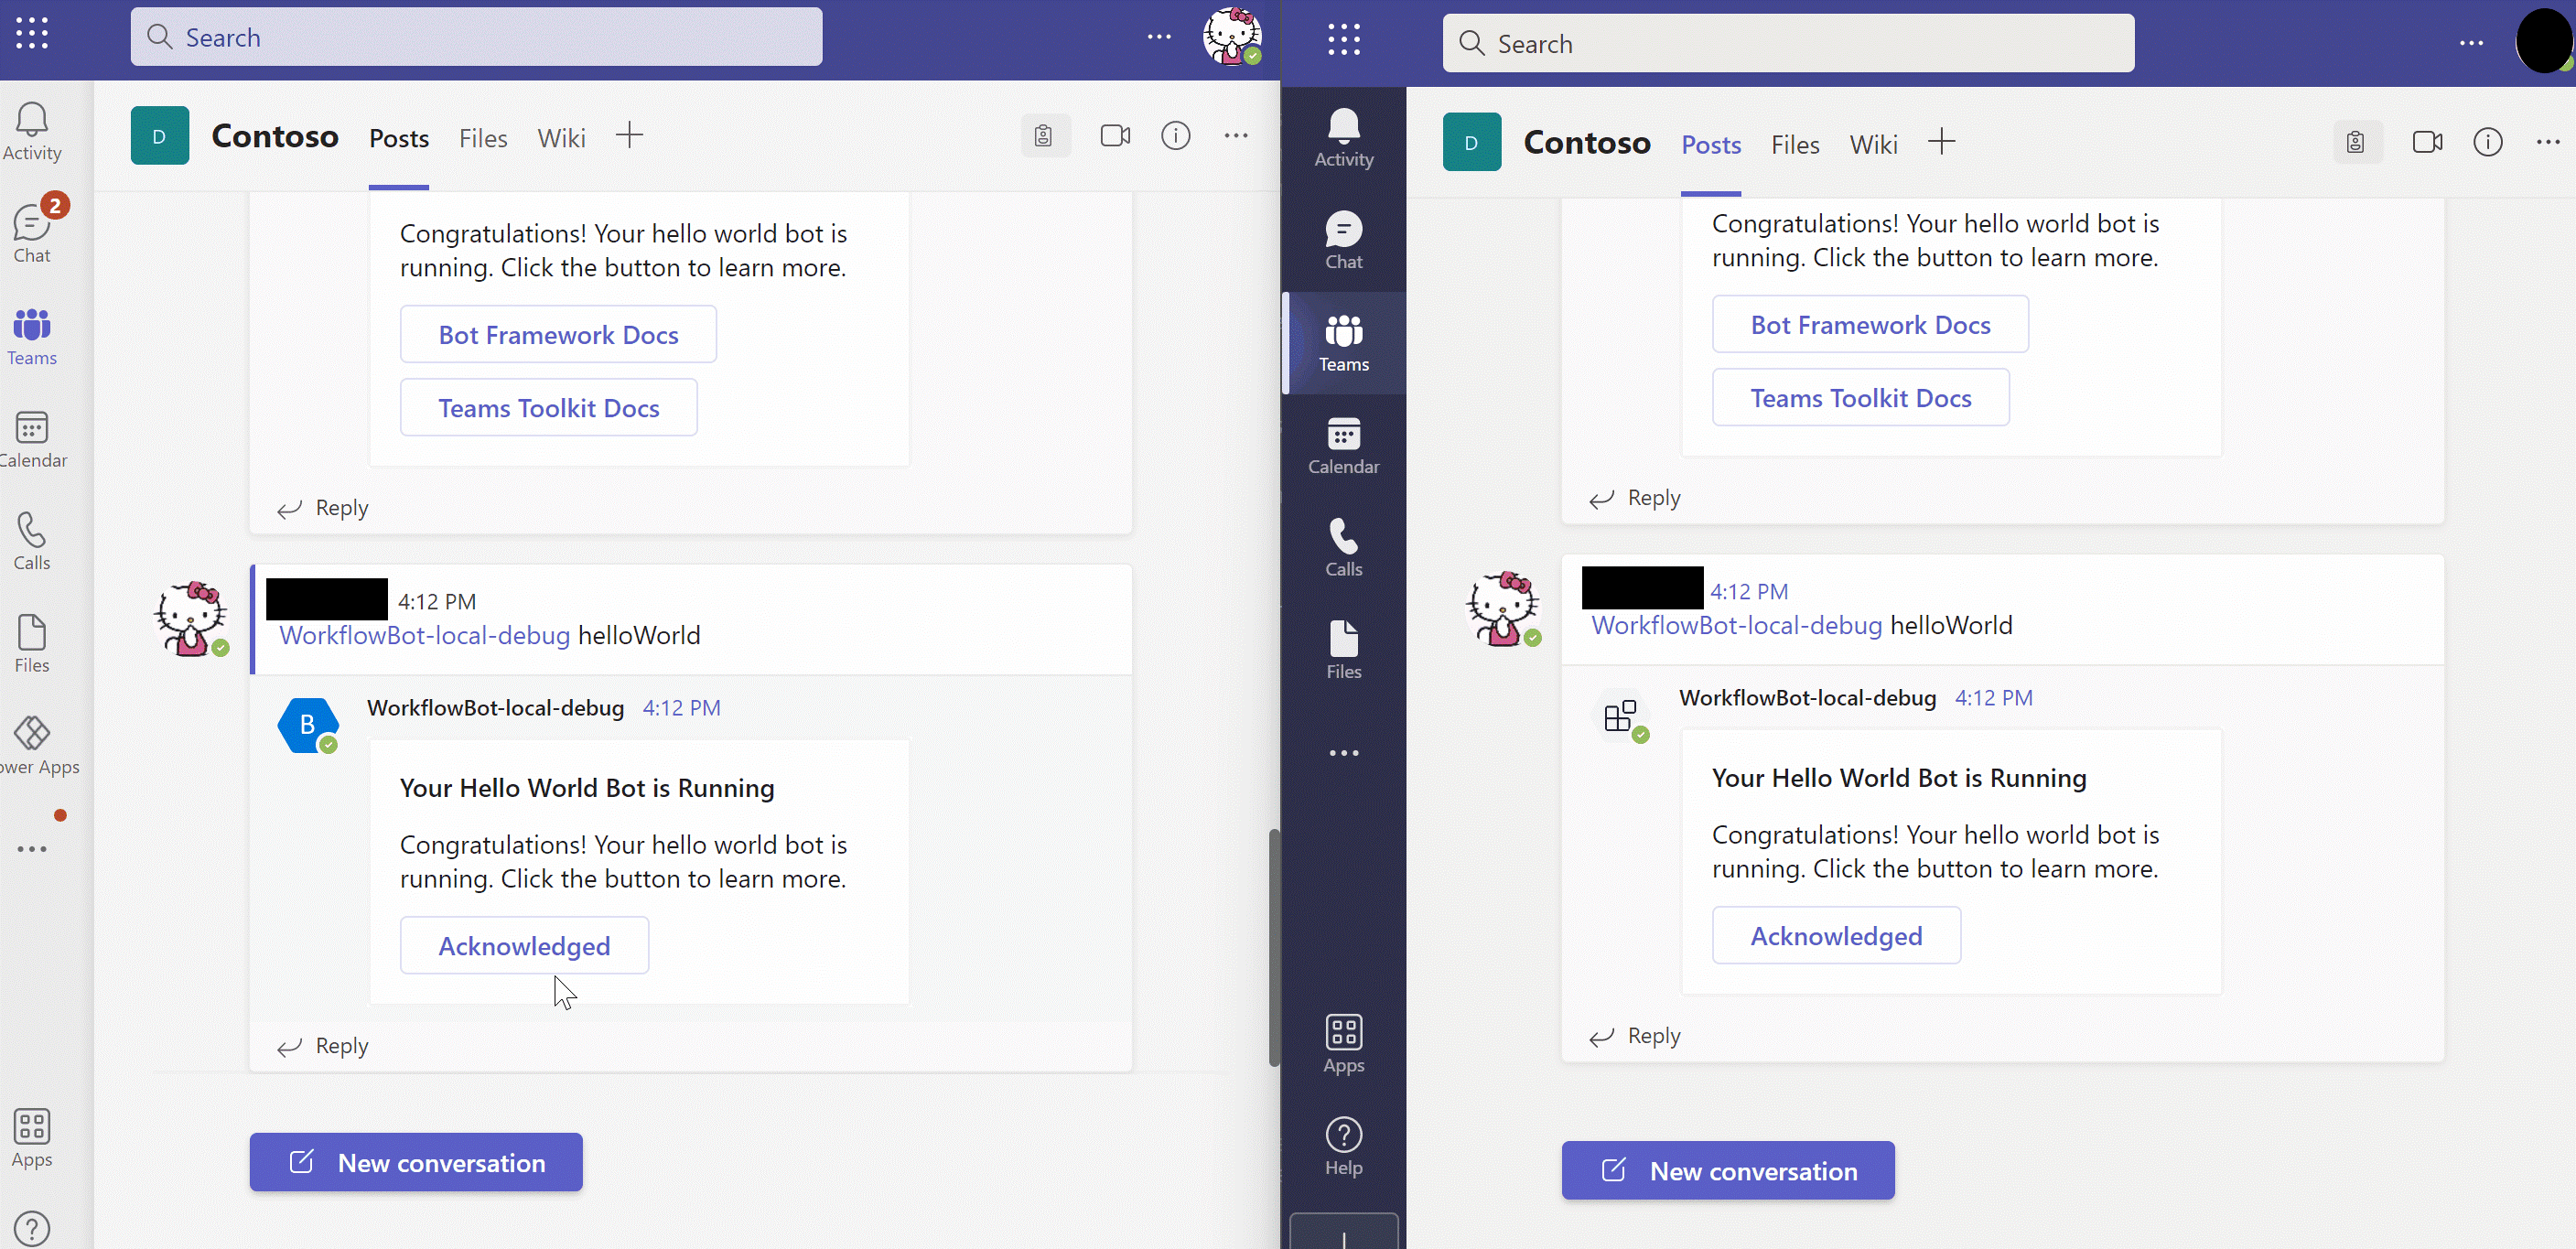 Search
Activity
2
Chat
Teams
Calendar
Calls
Files
ower Apps
Apps
D
Contoso Posts Files Wiki
Congratulations! Your hello world bot is
running. Click the button to learn more.
Bot Framework Docs
Teams Toolkit Docs
Reply
4:12 PM
WorkflowBot-local-debug helloWorld
B
WorkflowBot-local-debug 4:12 PM
Your Hello World Bot is Running
Congratulations! Your hello world bot is
running. Click the button to learn more.
Acknowledged
Reply
New conversation
Search
Activity
Chat
Teams
Calendar
Calls
Files
Apps
Help
D
Contoso Posts Files Wiki
Congratulations! Your hello world bot is
running. Click the button to learn more.
Bot Framework Docs
Teams Toolkit Docs
Reply
4:12 PM
WorkflowBot-local-debug helloWorld
WorkflowBot-local-debug 4:12 PM
Your Hello World Bot is Running
Congratulations! Your hello world bot is
running. Click the button to learn more.
Acknowledged
Reply
New conversation